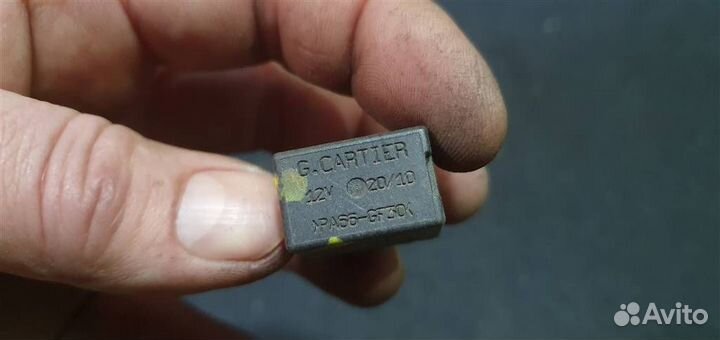 G.CARTIER
12V 20/10
>PA66-GF30<
Avito